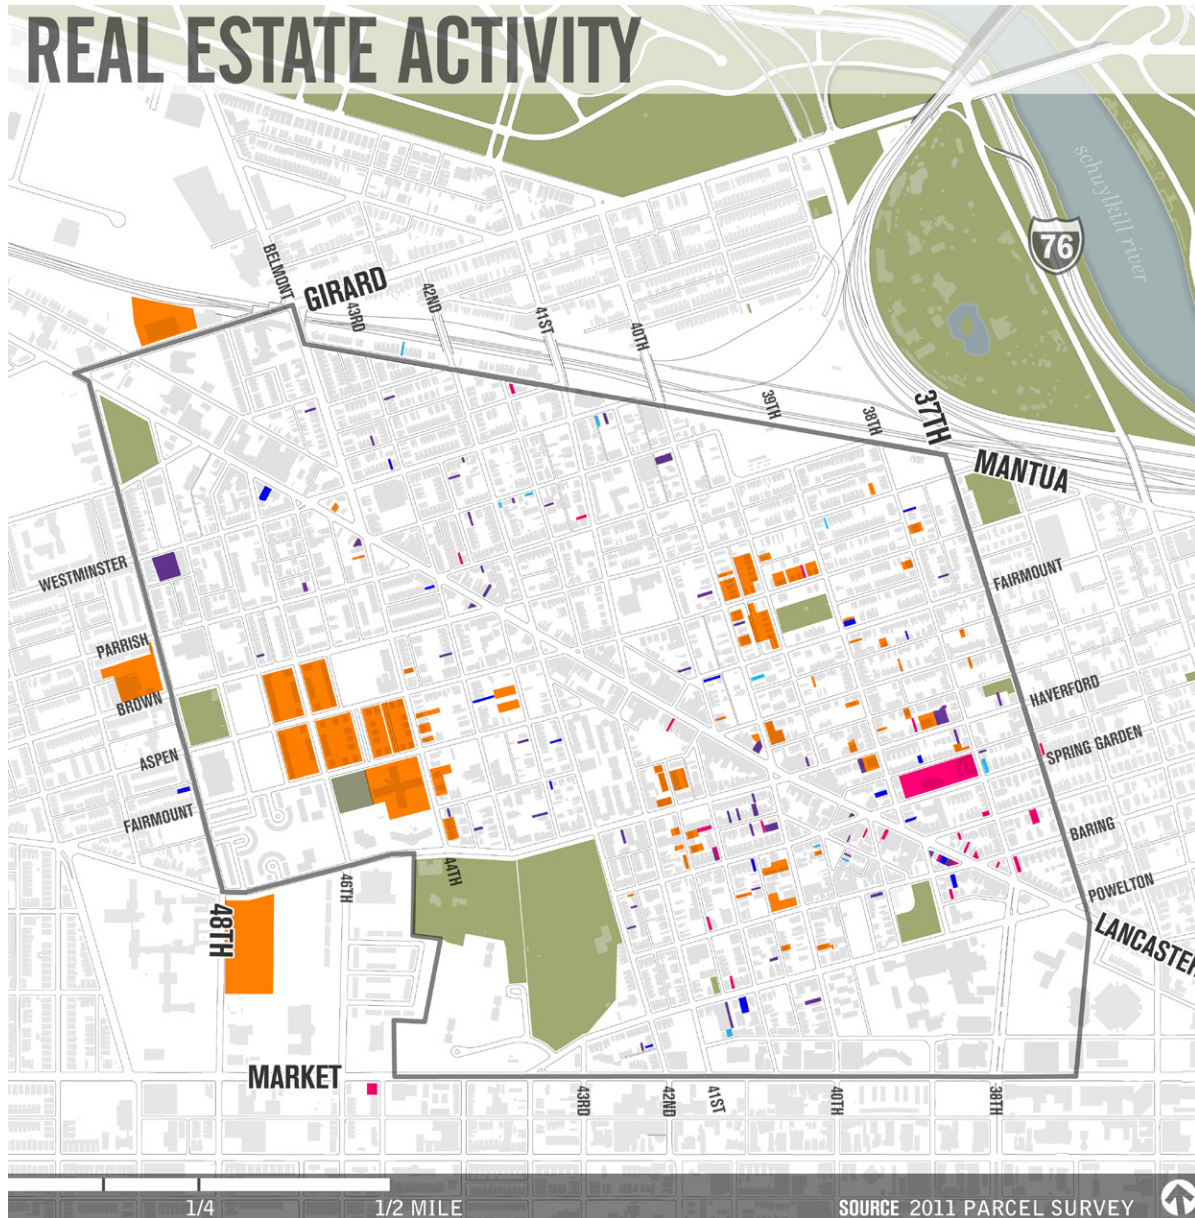 REAL ESTATE ACTIVITY
schuylkill river
76
BELMONT
GIRARD
43RD
42ND
41ST
40TH
39TH
38TH
37TH
MANTUA
WESTMINSTER
FAIRMOUNT
PARRISH
BROWN
HAVERFORD
ASPEN
SPRING GARDEN
FAIRMOUNT
BARING
44TH
46TH
POWELTON
48TH
LANCASTER
MARKET
43RD
42ND
41ST
40TH
38TH
1/4
1/2 MILE
SOURCE 2011 PARCEL SURVEY